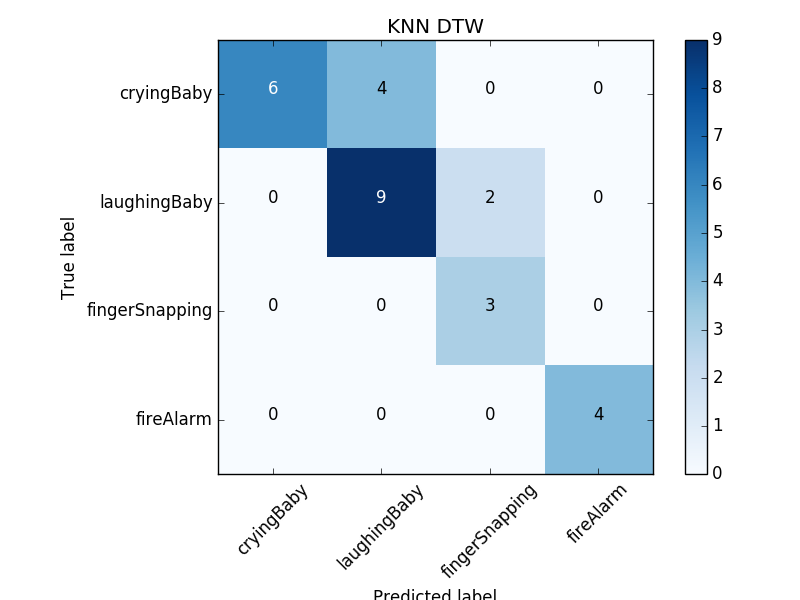 KNN DTW
cryingBaby 6 4 0 0
laughingBaby 0 9 2 0
fingerSnapping 0 0 3 0
fireAlarm 0 0 0 4
True label
cryingBaby laughingBaby fingerSnapping fireAlarm
Predicted label
9
8
7
6
5
4
3
2
1
0